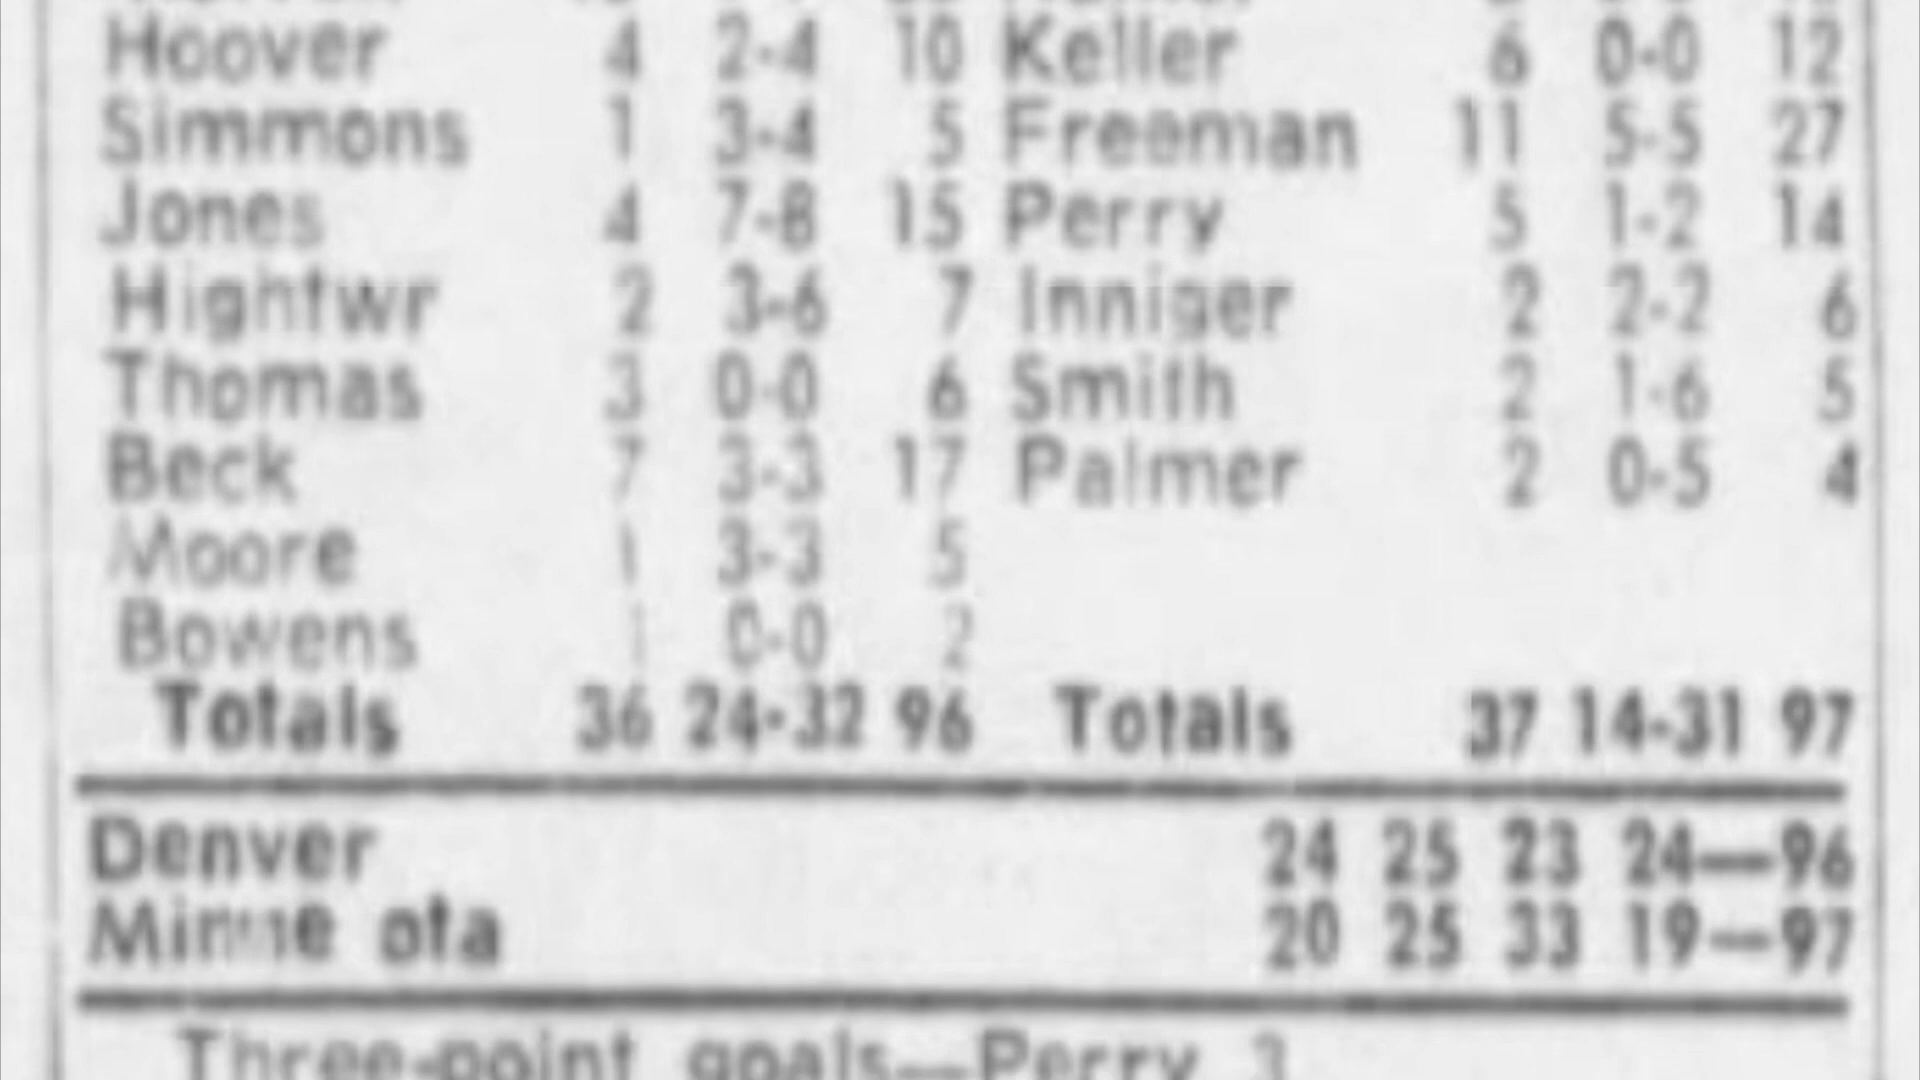 Hoover 4 2-4 10 Keller 6 0-0 12
Simmons 1 3-4 5 Freeman 11 5-5 27
Jones 4 7-8 15 Perry 5 1-2 14
Hightwr 2 3-6 7 Inniger 2 2-2 6
Thomas 3 0-0 6 Smith 2 1-6 5
Beck 7 3-3 17 Palmer 2 0-5 4
Moore 1 3-3 5
Bowens 1 0-0 2
Totals 36 24-32 96 Totals 37 14-31 97
Denver 24 25 23 24—96
Minne ota 20 25 33 19—97
Three-point goals—Perry 3